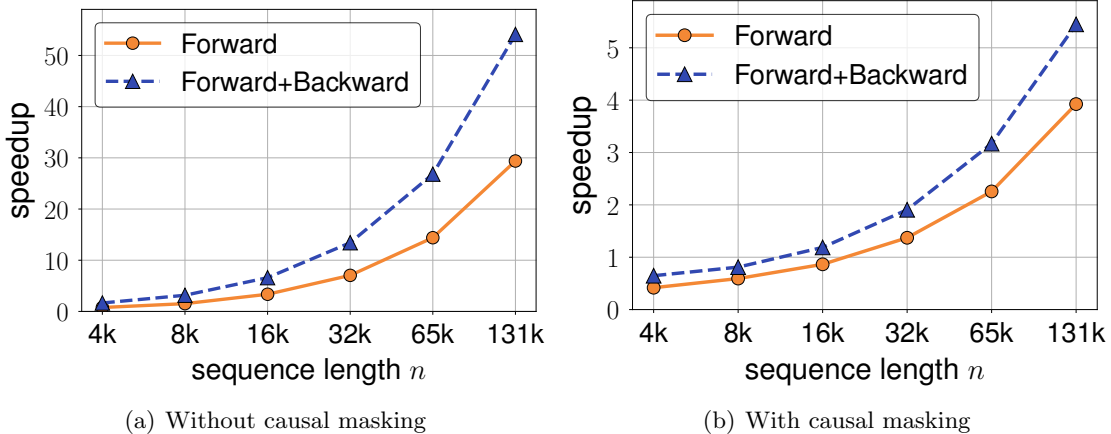 Forward
Forward+Backward
speedup
50
40
30
20
10
0
4k 8k 16k 32k 65k 131k
sequence length n
(a) Without causal masking
Forward
Forward+Backward
speedup
5
4
3
2
1
0
4k 8k 16k 32k 65k 131k
sequence length n
(b) With causal masking